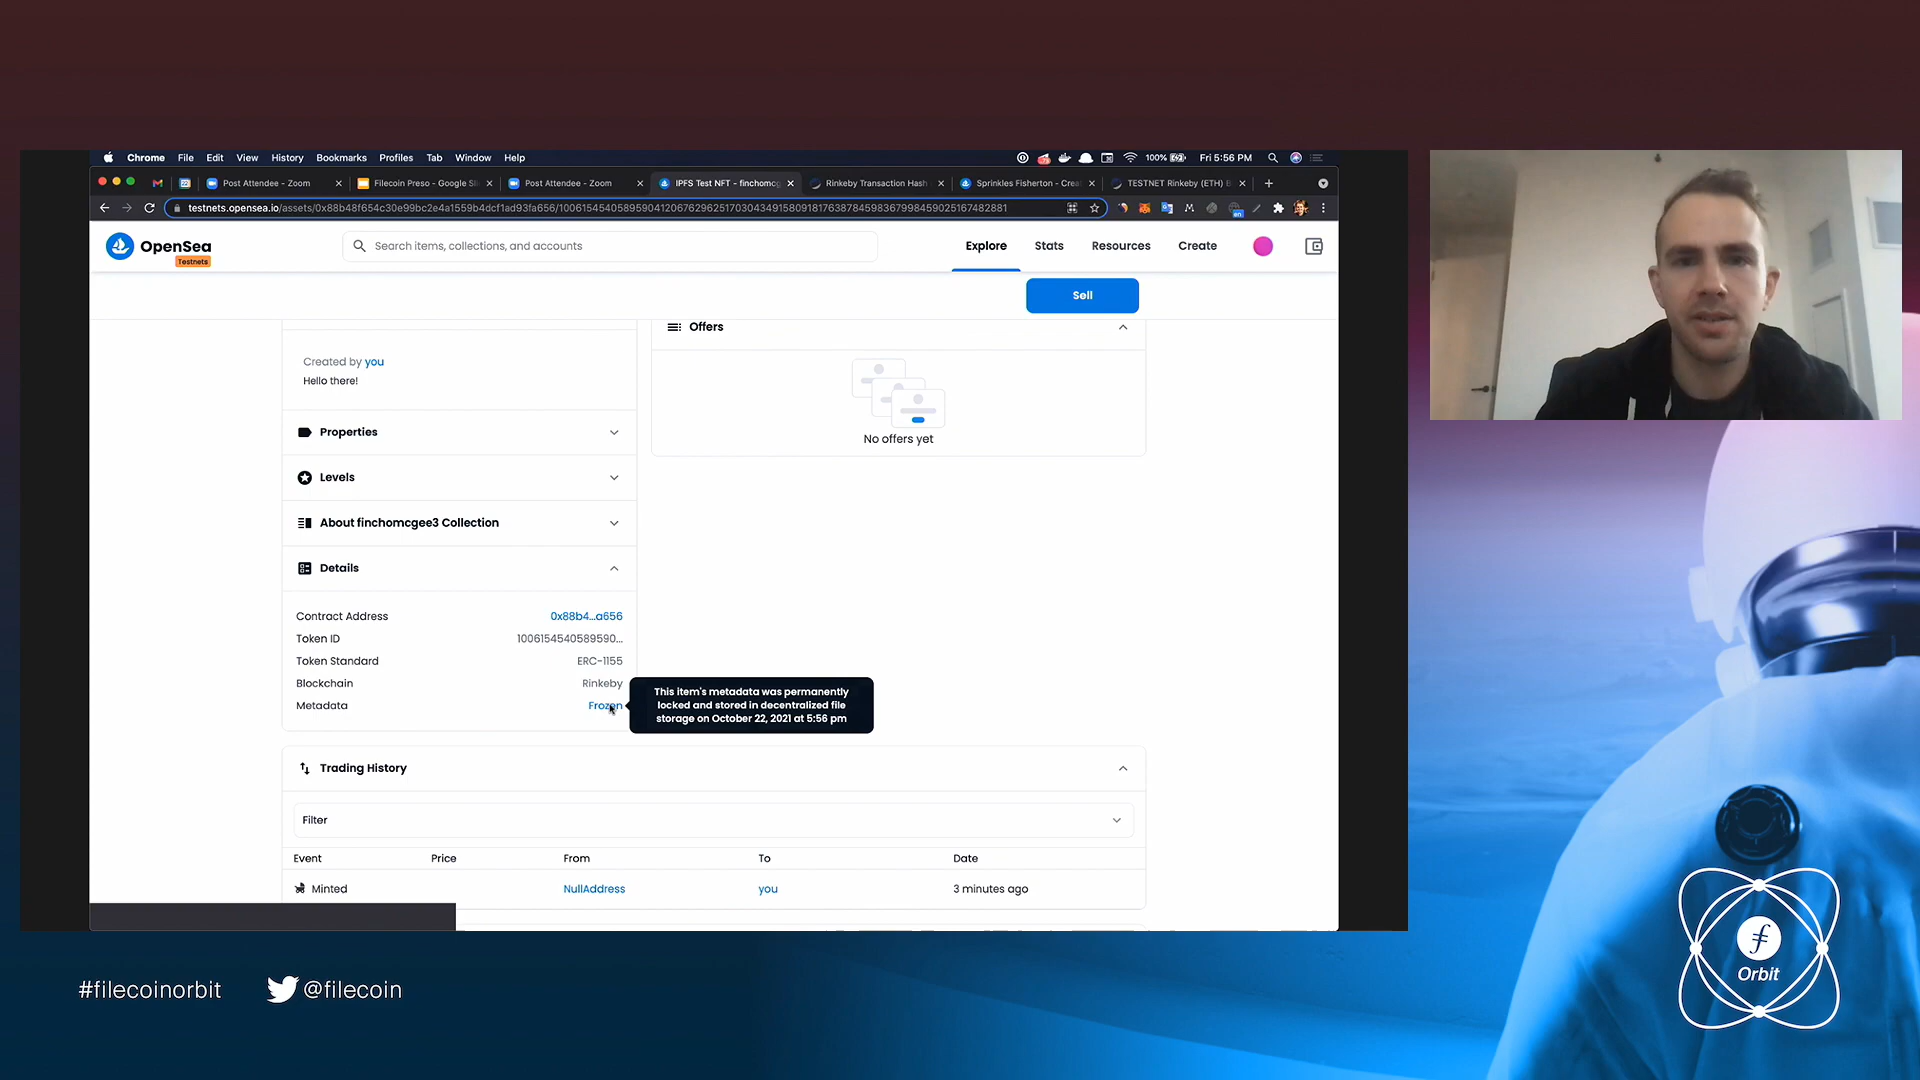 Chrome File Edit View History Bookmarks Profiles Tab Window Help
100% Fri 5:56 PM
Post Attendee - Zoom
Filecoin Preso - Google Sli
Post Attendee - Zoom
IPFS Test NFT - finchomcg
Rinkeby Transaction Hash
Sprinkles Fisherton - Crea
TESTNET Rinkeby (ETH) B
testnets.opensea.io/assets/0x88b48f654c30e99bc2e4a1559b4dcf1ad93fa656/
OpenSea
Testnets
Search items, collections, and accounts
Explore Stats Resources Create
Sell
Offers
No offers yet
Created by you
Hello there!
Properties
Levels
About finchomcgee3 Collection
Details
Contract Address 0x88b4...a656
Token ID 1006154540589590...
Token Standard ERC-1155
Blockchain Rinkeby
Metadata Frozen
This item's metadata was permanently
locked and stored in decentralized file
storage on October 22, 2021 at 5:56 pm
Trading History
Filter
Event Price From To Date
Minted NullAddress you 3 minutes ago
#filecoinorbit
@filecoin
Orbit